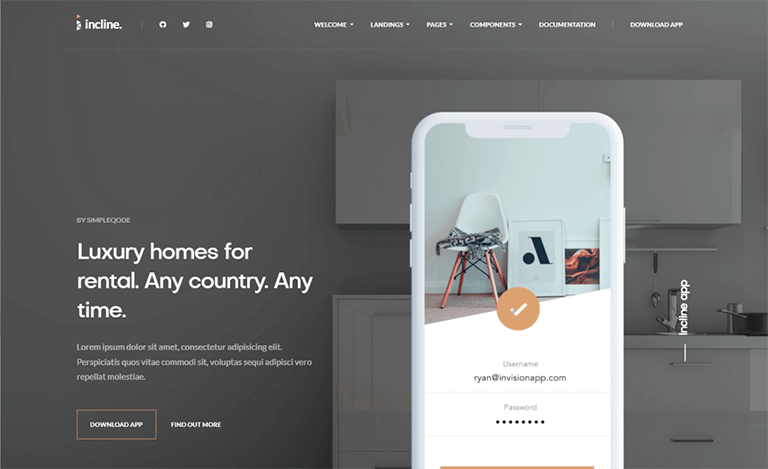 incline.
WELCOME LANDINGS PAGES COMPONENTS DOCUMENTATION DOWNLOAD APP
BY SIMPLEQODE
Luxury homes for
rental. Any country. Any
time.
Lorem ipsum dolor sit amet, consectetur adipisicing elit.
Perspiciatis quos vitae commodi sit, voluptas sequi adipisci vero
repellat molestiae.
DOWNLOAD APP FIND OUT MORE
A
Username
ryan@invisionapp.com
Password
••••••••
Incline app